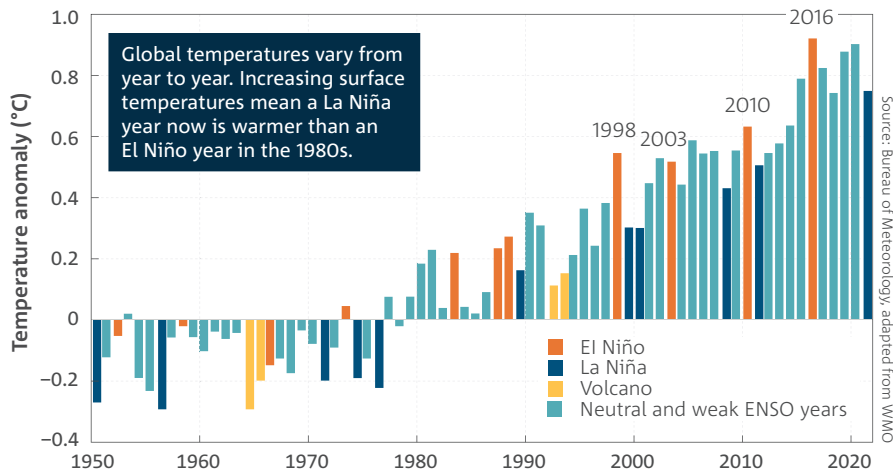 Temperature anomaly (°C)
1.0
0.8
0.6
0.4
0.2
0
−0.2
−0.4
Global temperatures vary from
year to year. Increasing surface
temperatures mean a La Niña
year now is warmer than an
El Niño year in the 1980s.
1998
2003
2010
2016
El Niño
La Niña
Volcano
Neutral and weak ENSO years
1950
1960
1970
1980
1990
2000
2010
2020
Source: Bureau of Meteorology, adapted from WMO